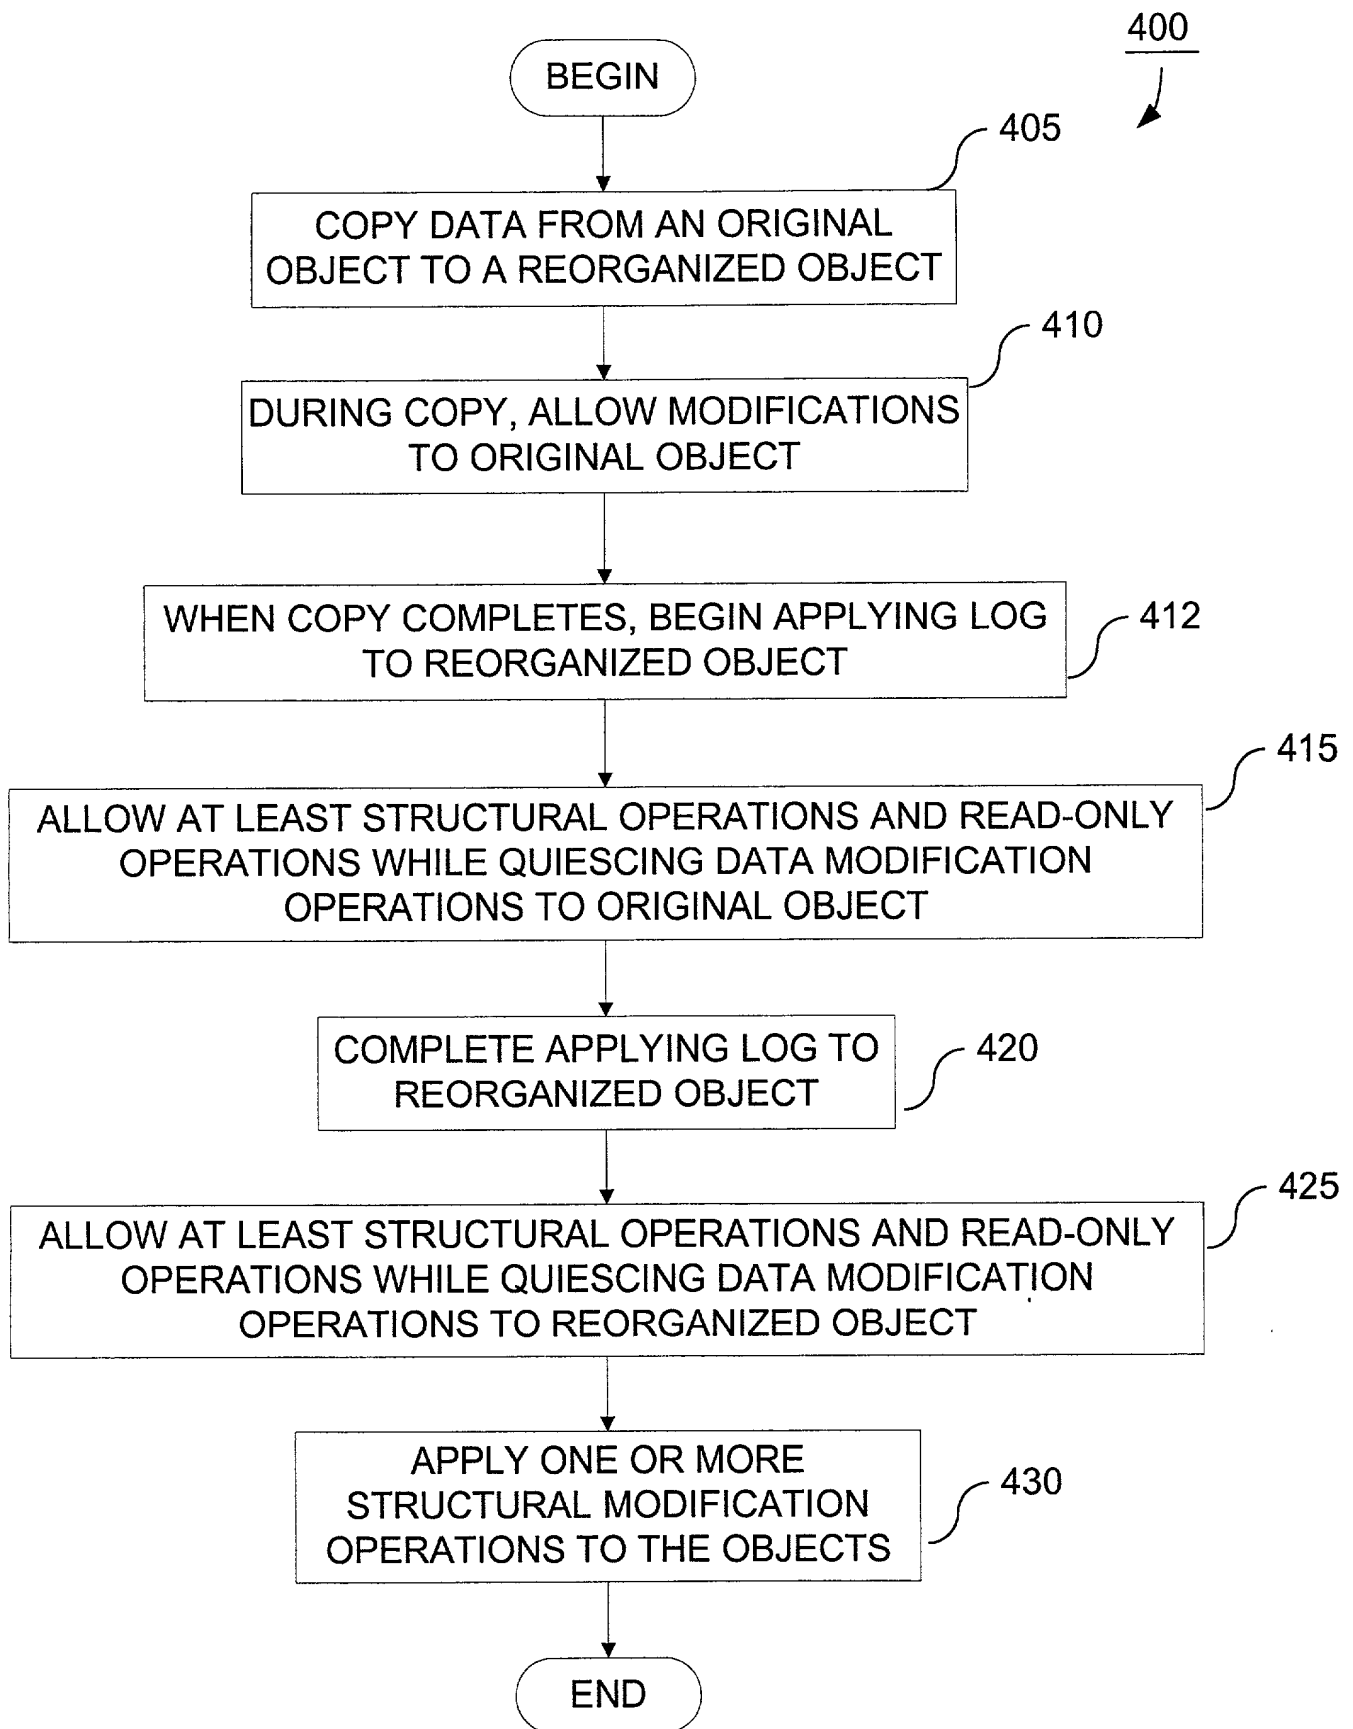 400
BEGIN
405
COPY DATA FROM AN ORIGINAL
OBJECT TO A REORGANIZED OBJECT
410
DURING COPY, ALLOW MODIFICATIONS
TO ORIGINAL OBJECT
WHEN COPY COMPLETES, BEGIN APPLYING LOG
TO REORGANIZED OBJECT
412
415
ALLOW AT LEAST STRUCTURAL OPERATIONS AND READ-ONLY
OPERATIONS WHILE QUIESCING DATA MODIFICATION
OPERATIONS TO ORIGINAL OBJECT
COMPLETE APPLYING LOG TO
REORGANIZED OBJECT
420
425
ALLOW AT LEAST STRUCTURAL OPERATIONS AND READ-ONLY
OPERATIONS WHILE QUIESCING DATA MODIFICATION
OPERATIONS TO REORGANIZED OBJECT
APPLY ONE OR MORE
STRUCTURAL MODIFICATION
OPERATIONS TO THE OBJECTS
430
END